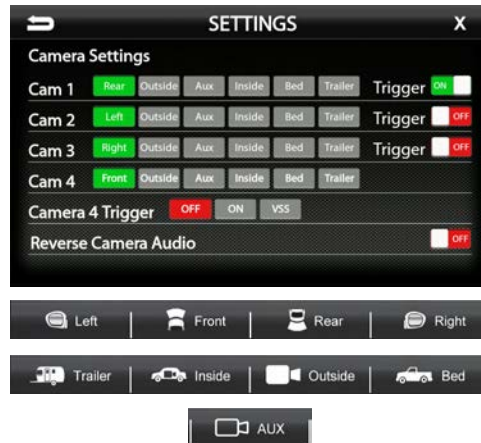 SETTINGS X
Camera Settings
Cam 1 Rear Outside Aux Inside Bed Trailer Trigger ON
Cam 2 Left Outside Aux Inside Bed Trailer Trigger OFF
Cam 3 Right Outside Aux Inside Bed Trailer Trigger OFF
Cam 4 Front Outside Aux Inside Bed Trailer
Camera 4 Trigger OFF ON VSS
Reverse Camera Audio OFF
Left Front Rear Right
Trailer Inside Outside Bed
AUX